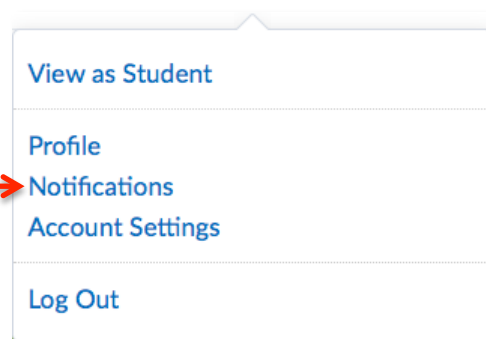 View as Student
Profile
Notifications
Account Settings
Log Out